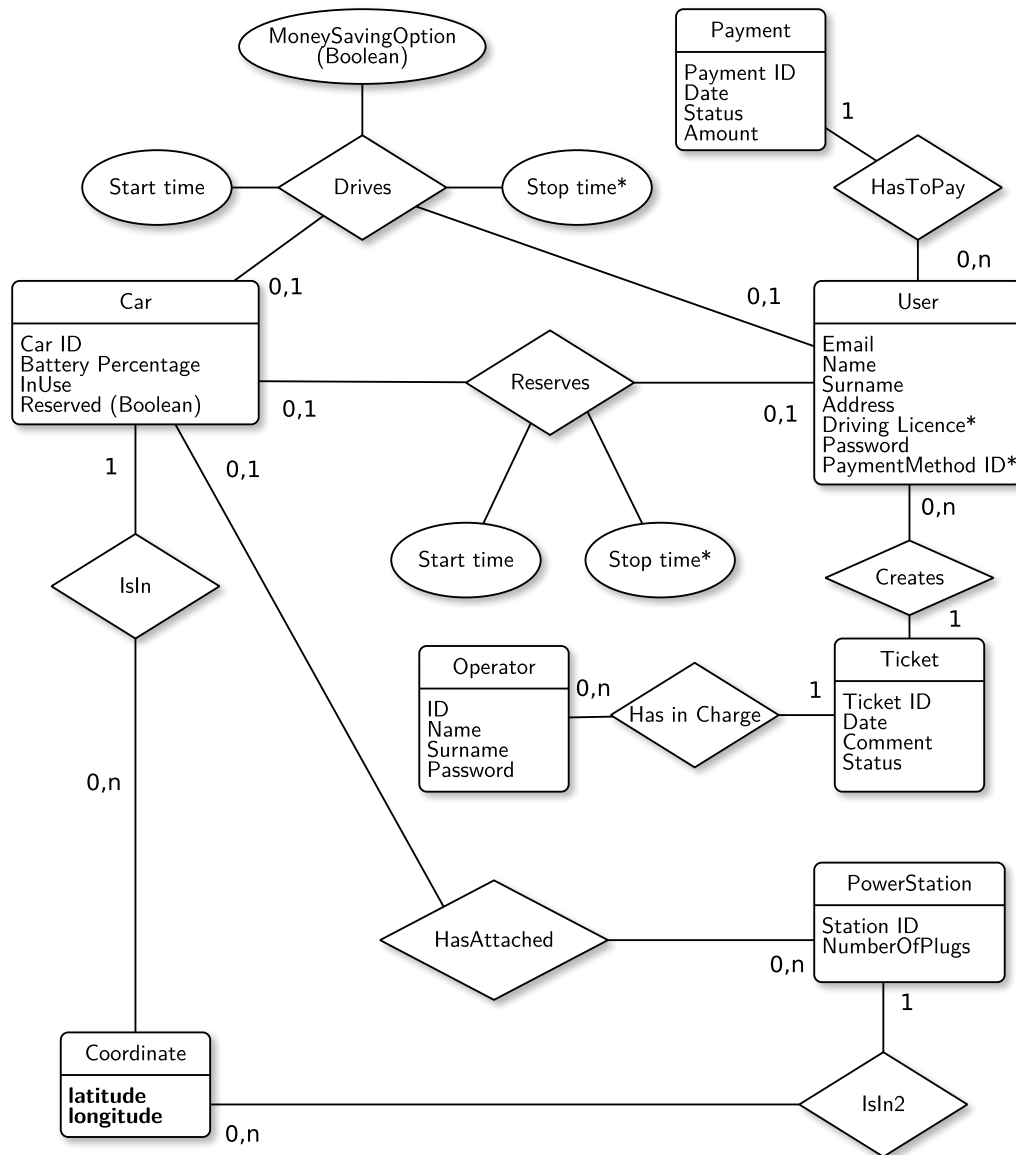 MoneySavingOption
(Boolean)
Payment
Payment ID
Date
Status
Amount
1
Start time
Drives
Stop time*
HasToPay
0,n
0,1
0,1
Car
Car ID
Battery Percentage
InUse
Reserved (Boolean)
User
Email
Name
Surname
Address
Driving Licence*
Password
PaymentMethod ID*
Reserves
0,1
0,1
1
0,1
0,n
Start time
Stop time*
IsIn
Creates
1
Operator
ID
Name
Surname
Password
0,n
Has in Charge
1
Ticket
Ticket ID
Date
Comment
Status
0,n
PowerStation
Station ID
NumberOfPlugs
HasAttached
0,n
1
Coordinate
latitude
longitude
0,n
IsIn2